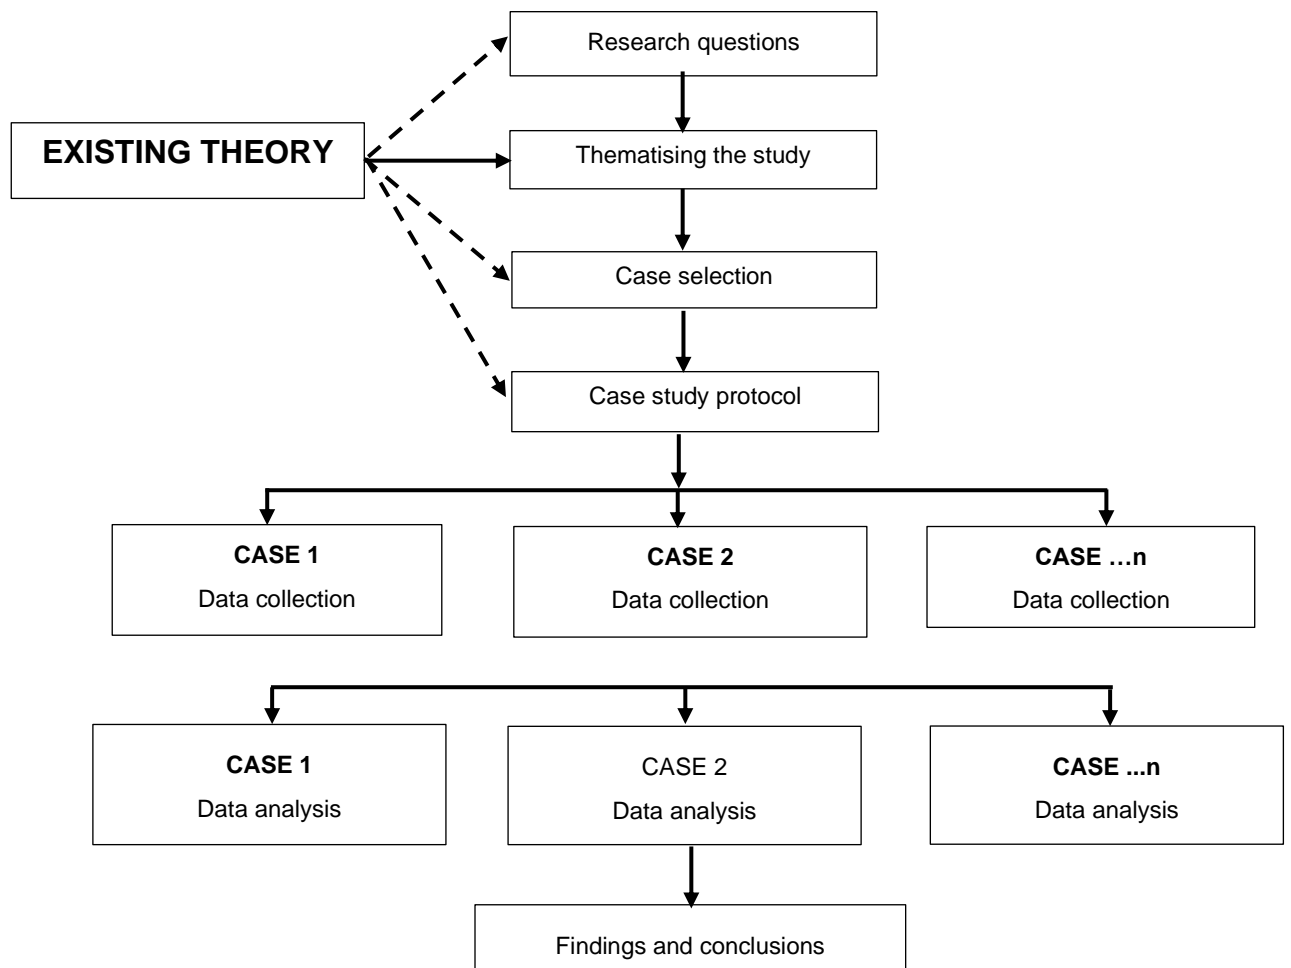 Research questions
EXISTING THEORY
Thematising the study
Case selection
Case study protocol
CASE 1
Data collection
CASE 2
Data collection
CASE …n
Data collection
CASE 1
Data analysis
CASE 2
Data analysis
CASE ...n
Data analysis
Findings and conclusions